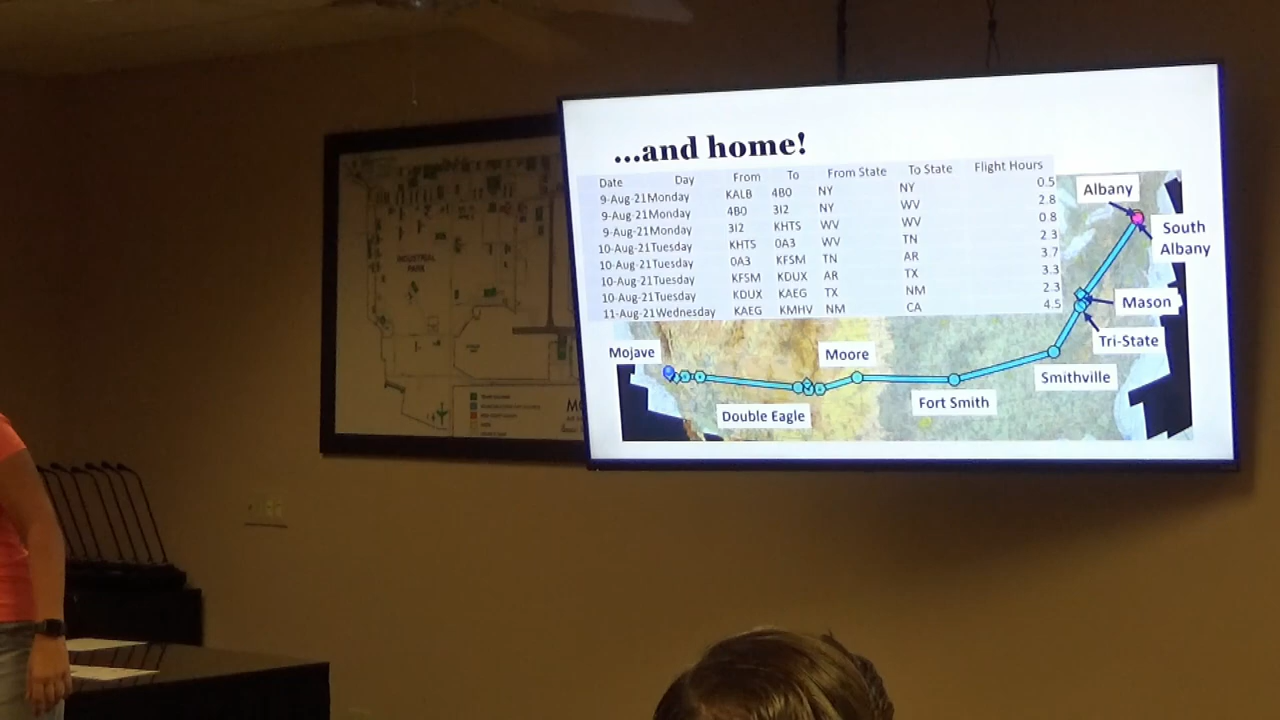 ...and home!
Date Day From To From State To State Flight Hours
9-Aug-21 Monday KALB 4B0 NY NY 0.5
9-Aug-21 Monday 4B0 3I2 NY WV 2.8
9-Aug-21 Monday 3I2 KHTS WV WV 0.8
10-Aug-21 Tuesday KHTS 0A3 WV TN 2.3
10-Aug-21 Tuesday 0A3 KFSM TN AR 3.7
10-Aug-21 Tuesday KFSM KDUX AR TX 3.3
10-Aug-21 Tuesday KDUX KAEG TX NM 2.3
11-Aug-21 Wednesday KAEG KMHV NM CA 4.5
Albany
South
Albany
Mason
Tri-State
Smithville
Fort Smith
Moore
Double Eagle
Mojave
INDUSTRIAL
PARK